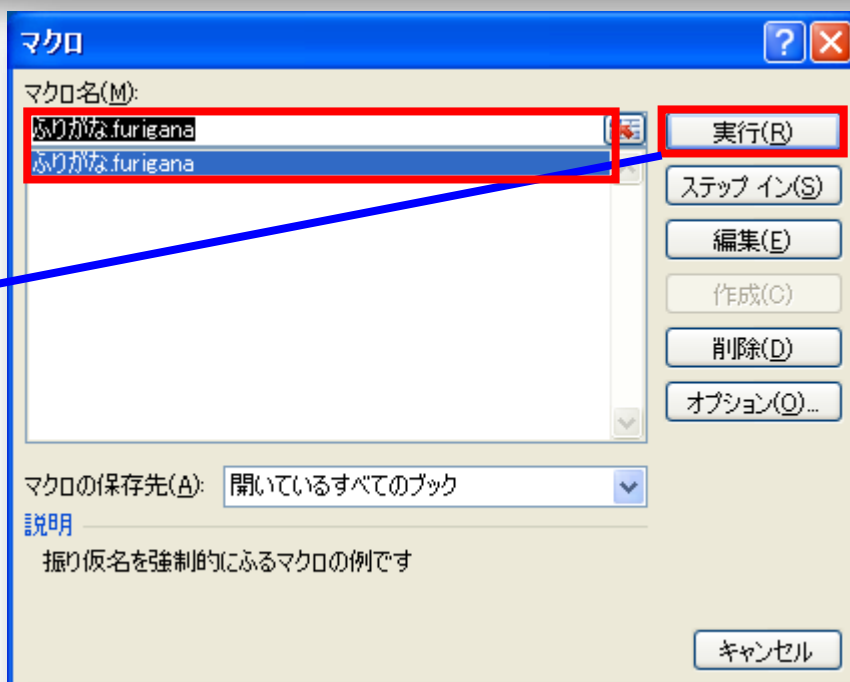 マクロ
マクロ名(M):
ふりがな.furigana
ふりがな.furigana
実行(R)
ステップ イン(S)
編集(E)
作成(C)
削除(D)
オプション(O)...
マクロの保存先(A): 開いているすべてのブック
説明
振り仮名を強制的にふるマクロの例です
キャンセル